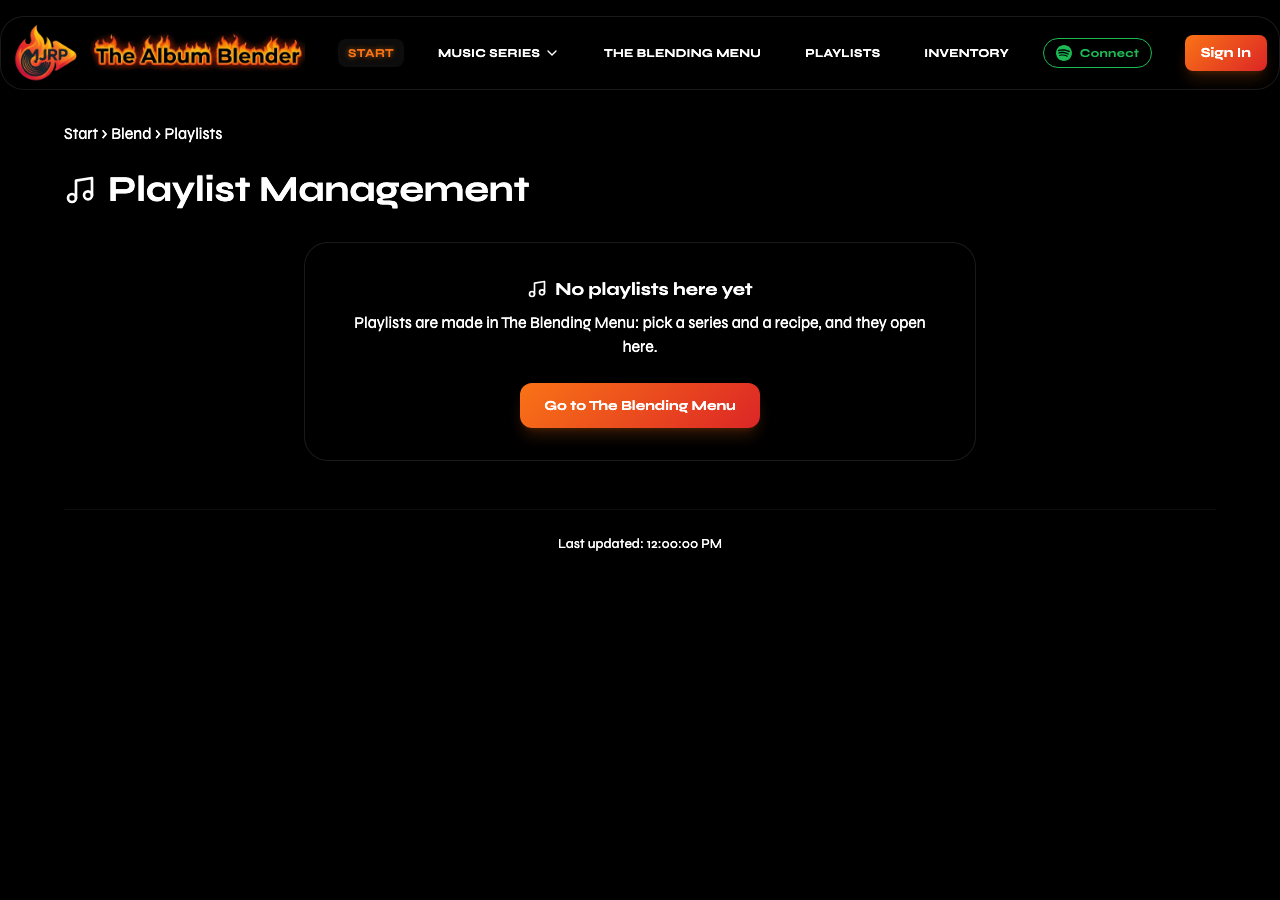 JRP The Album Blender START MUSIC SERIES THE BLENDING MENU PLAYLISTS INVENTORY Connect Sign In
Start › Blend › Playlists
Playlist Management
No playlists here yet
Playlists are made in The Blending Menu: pick a series and a recipe, and they open
here.
Go to The Blending Menu
Last updated: 12:00:00 PM